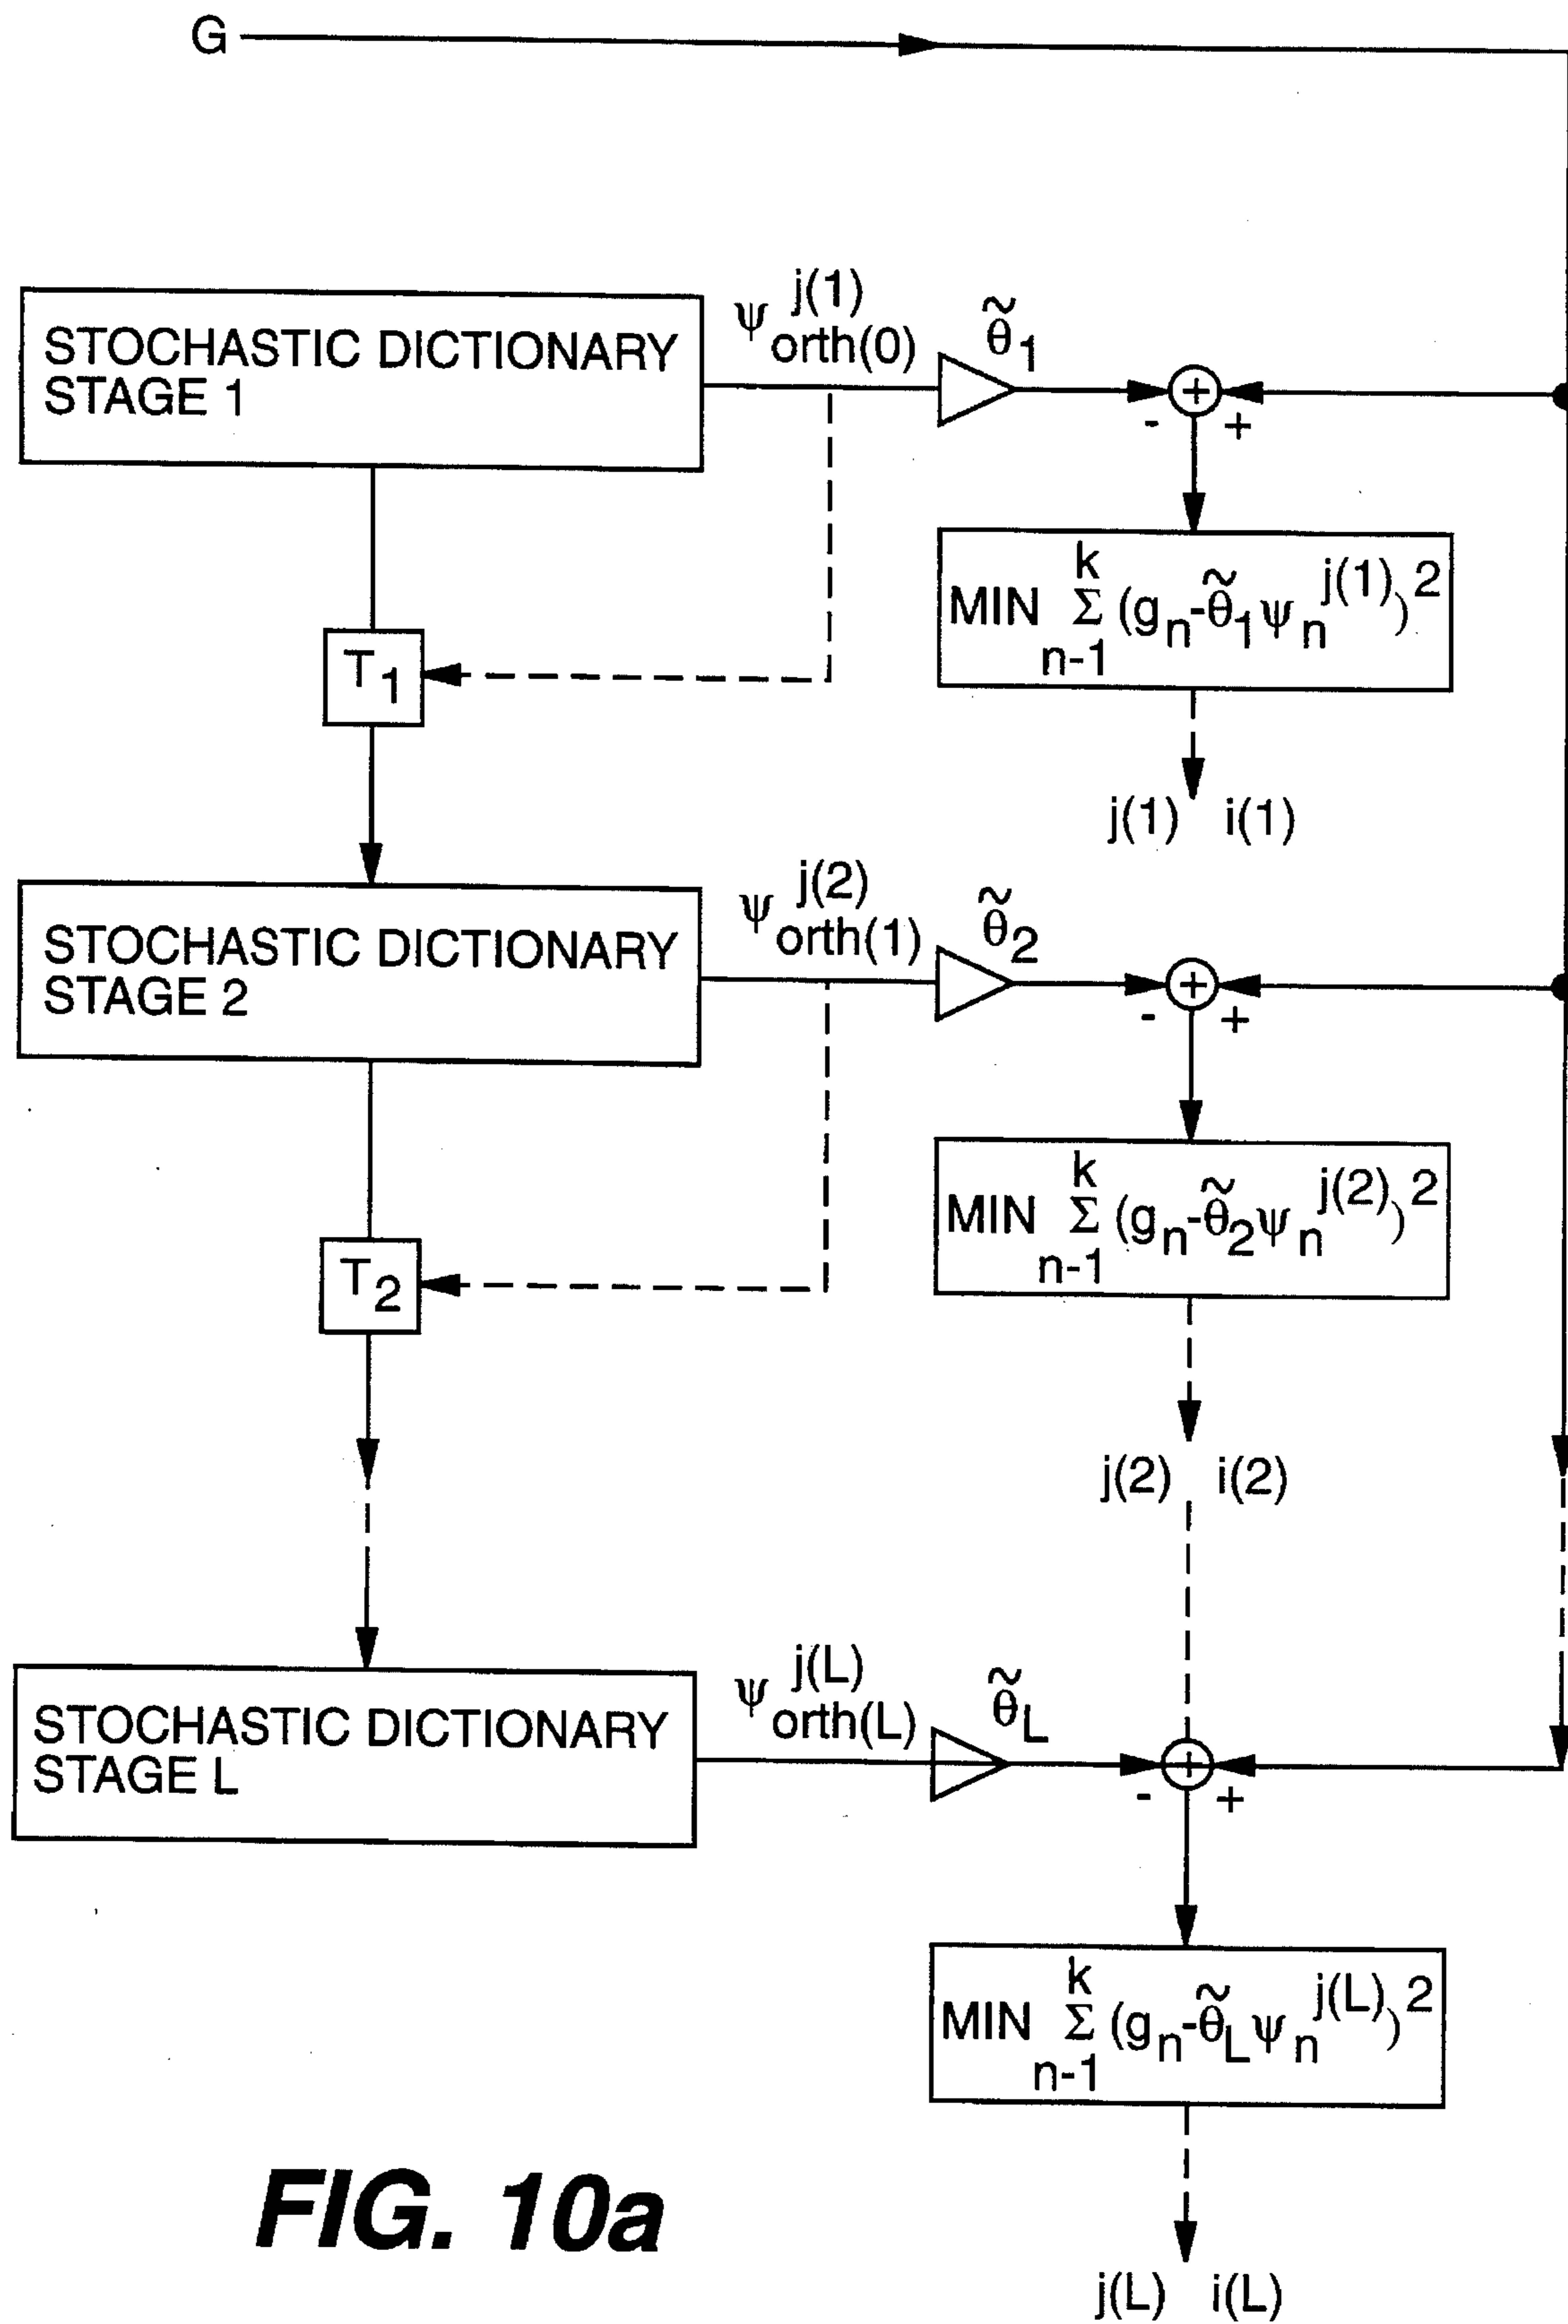 G
STOCHASTIC DICTIONARY
STAGE 1
ψ j(1) orth(0)
θ̃1
- + +
MIN Σ k n-1 (gn-θ̃1ψn j(1))2
T1
j(1) i(1)
STOCHASTIC DICTIONARY
STAGE 2
ψ j(2) orth(1)
θ̃2
- + +
MIN Σ k n-1 (gn-θ̃2ψn j(2))2
T2
j(2) i(2)
STOCHASTIC DICTIONARY
STAGE L
ψ j(L) orth(L)
θ̃L
- + +
MIN Σ k n-1 (gn-θ̃Lψn j(L))2
j(L) i(L)
FIG. 10a